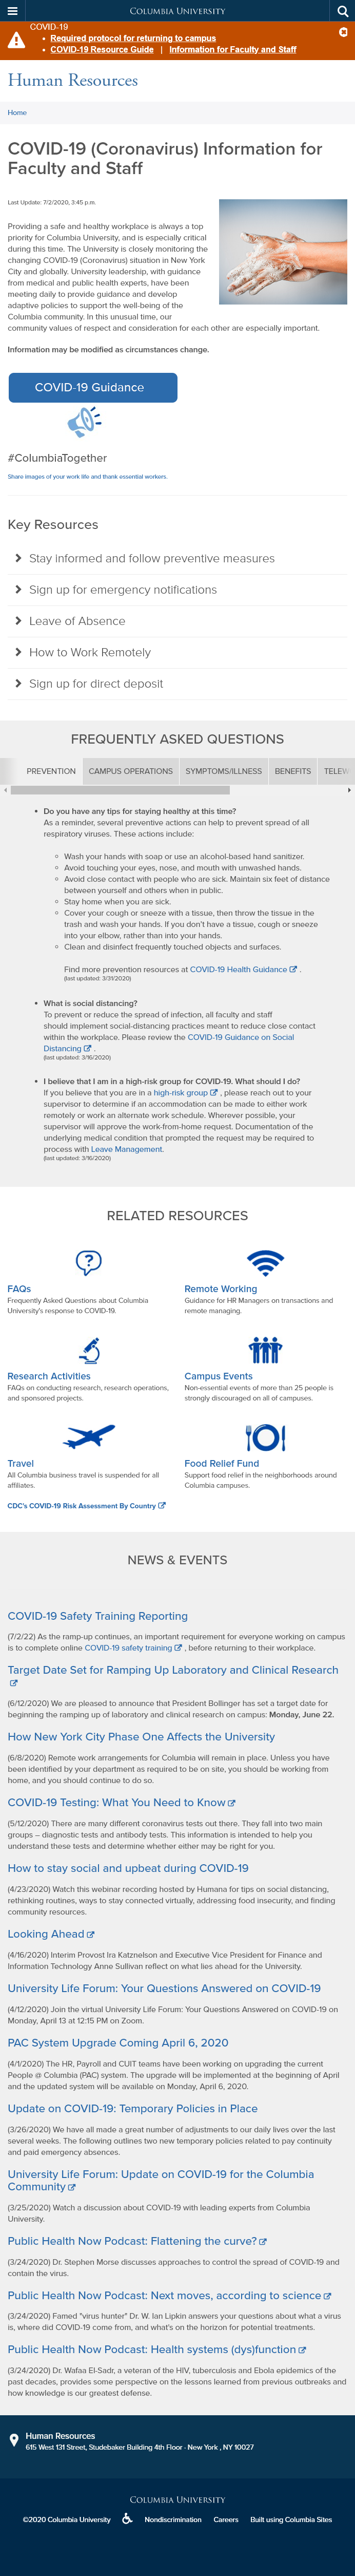 COLUMBIA UNIVERSITY
COVID-19
Required protocol for returning to campus
COVID-19 Resource Guide | Information for Faculty and Staff
Human Resources
Home
COVID-19 (Coronavirus) Information for
Faculty and Staff
Last Update: 7/2/2020, 3:45 p.m.
Providing a safe and healthy workplace is always a top
priority for Columbia University, and is especially critical
during this time. The University is closely monitoring the
changing COVID-19 (Coronavirus) situation in New York
City and globally. University leadership, with guidance
from medical and public health experts, have been
meeting daily to provide guidance and develop
adaptive policies to support the well-being of the
Columbia community. In this unusual time, our
community values of respect and consideration for each other are especially important.
Information may be modified as circumstances change.
COVID-19 Guidance
#ColumbiaTogether
Share images of your work life and thank essential workers.
Key Resources
Stay informed and follow preventive measures
Sign up for emergency notifications
Leave of Absence
How to Work Remotely
Sign up for direct deposit
FREQUENTLY ASKED QUESTIONS
PREVENTION CAMPUS OPERATIONS SYMPTOMS/ILLNESS BENEFITS TELEW
Do you have any tips for staying healthy at this time?
As a reminder, several preventive actions can help to prevent spread of all
respiratory viruses. These actions include:
Wash your hands with soap or use an alcohol-based hand sanitizer.
Avoid touching your eyes, nose, and mouth with unwashed hands.
Avoid close contact with people who are sick. Maintain six feet of distance
between yourself and others when in public.
Stay home when you are sick.
Cover your cough or sneeze with a tissue, then throw the tissue in the
trash and wash your hands. If you don't have a tissue, cough or sneeze
into your elbow, rather than into your hands.
Clean and disinfect frequently touched objects and surfaces.
Find more prevention resources at COVID-19 Health Guidance .
(last updated: 3/31/2020)
What is social distancing?
To prevent or reduce the spread of infection, all faculty and staff
should implement social-distancing practices meant to reduce close contact
within the workplace. Please review the COVID-19 Guidance on Social
Distancing .
(last updated: 3/16/2020)
I believe that I am in a high-risk group for COVID-19. What should I do?
If you believe that you are in a high-risk group , please reach out to your
supervisor to determine if an accommodation can be made to either work
remotely or work an alternate work schedule. Wherever possible, your
supervisor will approve the work-from-home request. Documentation of the
underlying medical condition that prompted the request may be required to
process with Leave Management.
(last updated: 3/16/2020)
RELATED RESOURCES
FAQs
Frequently Asked Questions about Columbia
University's response to COVID-19.
Remote Working
Guidance for HR Managers on transactions and
remote managing.
Research Activities
FAQs on conducting research, research operations,
and sponsored projects.
Campus Events
Non-essential events of more than 25 people is
strongly discouraged on all of campuses.
Travel
All Columbia business travel is suspended for all
affiliates.
CDC's COVID-19 Risk Assessment By Country
Food Relief Fund
Support food relief in the neighborhoods around
Columbia campuses.
NEWS & EVENTS
COVID-19 Safety Training Reporting
(7/2/22) As the ramp-up continues, an important requirement for everyone working on campus
is to complete online COVID-19 safety training , before returning to their workplace.
Target Date Set for Ramping Up Laboratory and Clinical Research
(6/12/2020) We are pleased to announce that President Bollinger has set a target date for
beginning the ramping up of laboratory and clinical research on campus: Monday, June 22.
How New York City Phase One Affects the University
(6/8/2020) Remote work arrangements for Columbia will remain in place. Unless you have
been identified by your department as required to be on site, you should be working from
home, and you should continue to do so.
COVID-19 Testing: What You Need to Know
(5/12/2020) There are many different coronavirus tests out there. They fall into two main
groups – diagnostic tests and antibody tests. This information is intended to help you
understand these tests and determine whether either may be right for you.
How to stay social and upbeat during COVID-19
(4/23/2020) Watch this webinar recording hosted by Humana for tips on social distancing,
rethinking routines, ways to stay connected virtually, addressing food insecurity, and finding
community resources.
Looking Ahead
(4/16/2020) Interim Provost Ira Katznelson and Executive Vice President for Finance and
Information Technology Anne Sullivan reflect on what lies ahead for the University.
University Life Forum: Your Questions Answered on COVID-19
(4/12/2020) Join the virtual University Life Forum: Your Questions Answered on COVID-19 on
Monday, April 13 at 12:15 PM on Zoom.
PAC System Upgrade Coming April 6, 2020
(4/1/2020) The HR, Payroll and CUIT teams have been working on upgrading the current
People @ Columbia (PAC) system. The upgrade will be implemented at the beginning of April
and the updated system will be available on Monday, April 6, 2020.
Update on COVID-19: Temporary Policies in Place
(3/26/2020) We have all made a great number of adjustments to our daily lives over the last
several weeks. The following outlines two new temporary policies related to pay continuity
and paid emergency absences.
University Life Forum: Update on COVID-19 for the Columbia
Community
(3/25/2020) Watch a discussion about COVID-19 with leading experts from Columbia
University.
Public Health Now Podcast: Flattening the curve?
(3/24/2020) Dr. Stephen Morse discusses approaches to control the spread of COVID-19 and
contain the virus.
Public Health Now Podcast: Next moves, according to science
(3/24/2020) Famed "virus hunter" Dr. W. Ian Lipkin answers your questions about what a virus
is, where did COVID-19 come from, and what's on the horizon for potential treatments.
Public Health Now Podcast: Health systems (dys)function
(3/24/2020) Dr. Wafaa El-Sadr, a veteran of the HIV, tuberculosis and Ebola epidemics of the
past decades, provides some perspective on the lessons learned from previous outbreaks and
how knowledge is our greatest defense.
Human Resources
615 West 131 Street, Studebaker Building 4th Floor · New York , NY 10027
COLUMBIA UNIVERSITY
©2020 Columbia University Nondiscrimination Careers Built using Columbia Sites